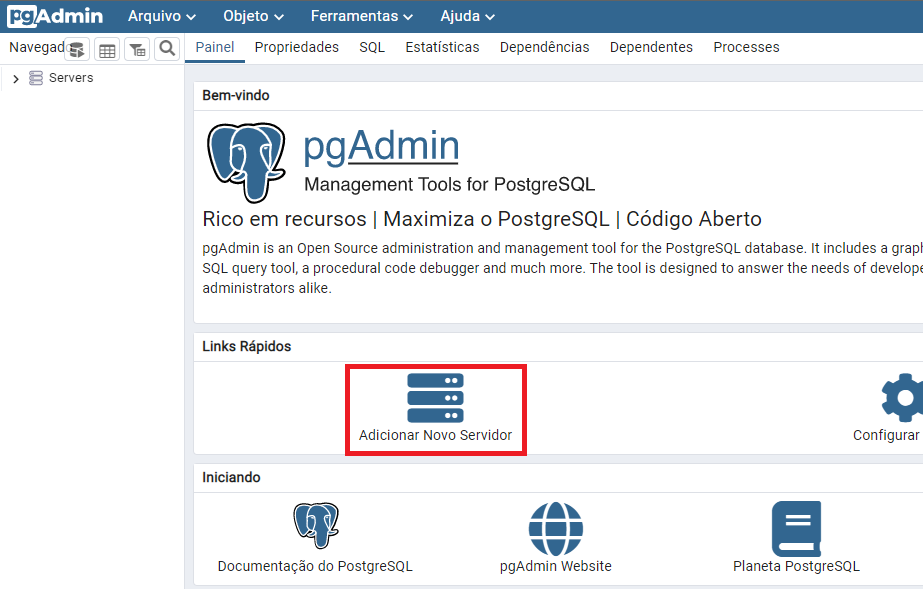 pgAdmin Arquivo Objeto Ferramentas Ajuda
Navegad Painel Propriedades SQL Estatísticas Dependências Dependentes Processes
Servers
Bem-vindo
pgAdmin
Management Tools for PostgreSQL
Rico em recursos | Maximiza o PostgreSQL | Código Aberto
pgAdmin is an Open Source administration and management tool for the PostgreSQL database. It includes a graph
SQL query tool, a procedural code debugger and much more. The tool is designed to answer the needs of develope
administrators alike.
Links Rápidos
Adicionar Novo Servidor Configurar
Iniciando
Documentação do PostgreSQL pgAdmin Website Planeta PostgreSQL